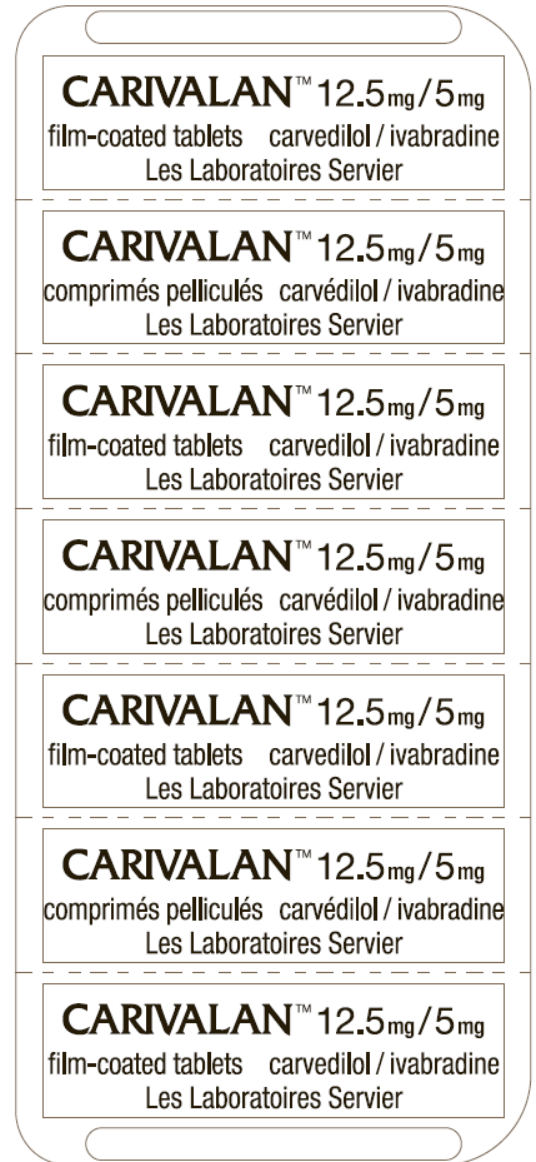 CARIVALAN™ 12.5mg/5mg
film-coated tablets carvedilol / ivabradine
Les Laboratoires Servier
CARIVALAN™ 12.5mg/5mg
comprimés pelliculés carvédilol / ivabradine
Les Laboratoires Servier
CARIVALAN™ 12.5mg/5mg
film-coated tablets carvedilol / ivabradine
Les Laboratoires Servier
CARIVALAN™ 12.5mg/5mg
comprimés pelliculés carvédilol / ivabradine
Les Laboratoires Servier
CARIVALAN™ 12.5mg/5mg
film-coated tablets carvedilol / ivabradine
Les Laboratoires Servier
CARIVALAN™ 12.5mg/5mg
comprimés pelliculés carvédilol / ivabradine
Les Laboratoires Servier
CARIVALAN™ 12.5mg/5mg
film-coated tablets carvedilol / ivabradine
Les Laboratoires Servier